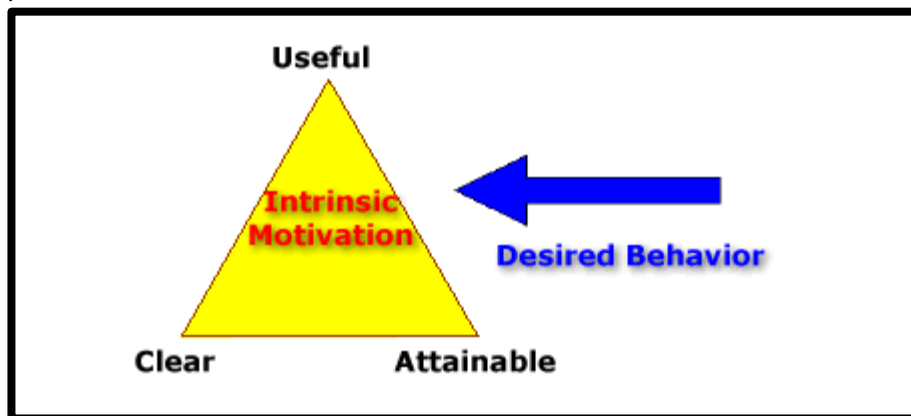 Useful
Intrinsic
Motivation
Desired Behavior
Clear
Attainable